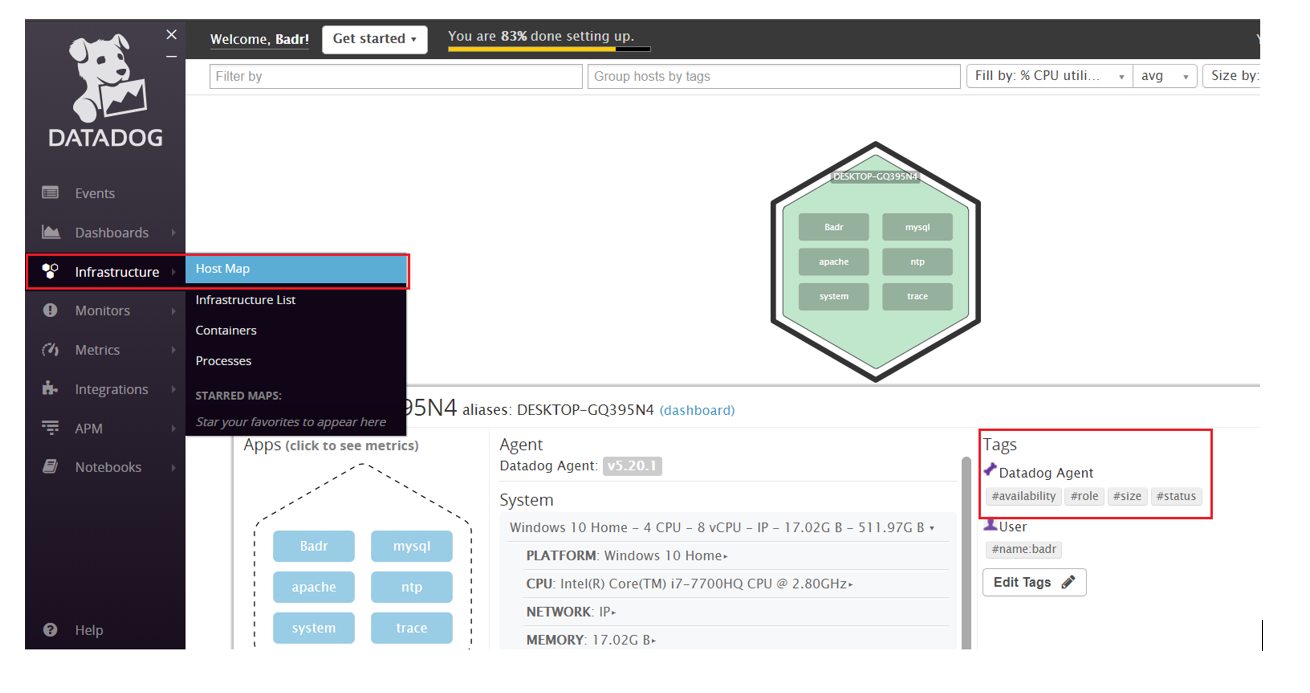 Welcome, Badr!
Get started
You are 83% done setting up.
Filter by
Group hosts by tags
Fill by: % CPU utili...
avg
Size by:
DATADOG
Events
Dashboards
Infrastructure
Monitors
Metrics
Integrations
APM
Notebooks
Help
Host Map
Infrastructure List
Containers
Processes
STARRED MAPS:
Star your favorites to appear here
DESKTOP-GQ395N4
Badr mysql
apache ntp
system trace
95N4 aliases: DESKTOP-GQ395N4 (dashboard)
Apps (click to see metrics)
Badr mysql
apache ntp
system trace
Agent
Datadog Agent: v5.20.1
System
Windows 10 Home – 4 CPU – 8 vCPU – IP – 17.02G B – 511.97G B
PLATFORM: Windows 10 Home
CPU: Intel(R) Core(TM) i7-7700HQ CPU @ 2.80GHz
NETWORK: IP
MEMORY: 17.02G B
Tags
Datadog Agent
#availability #role #size #status
User
#name:badr
Edit Tags